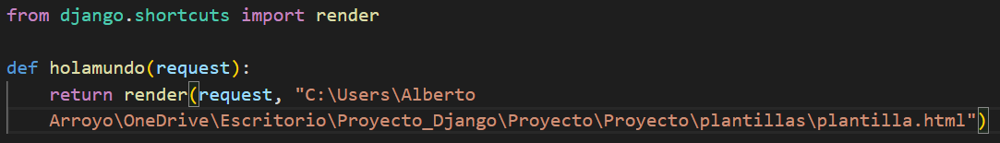 from django.shortcuts import render
def holamundo(request):
return render(request, "C:\Users\Alberto
Arroyo\OneDrive\Escritorio\Proyecto_Django\Proyecto\Proyecto\plantillas\plantilla.html")